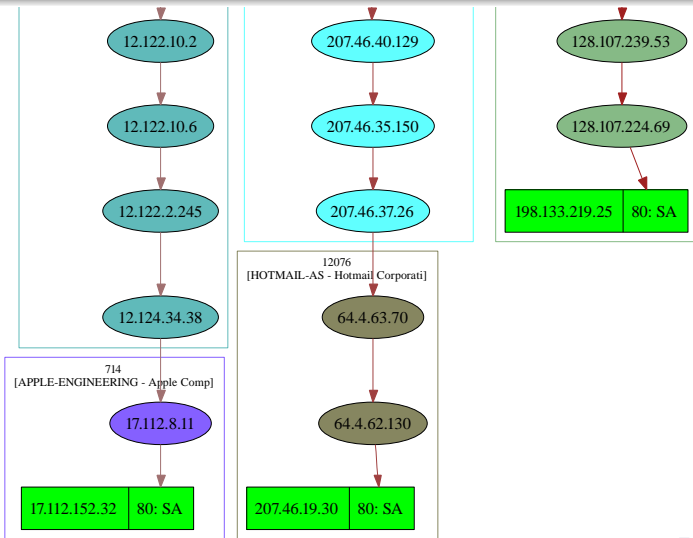 12.122.10.2
207.46.40.129
128.107.239.53
12.122.10.6
207.46.35.150
128.107.224.69
12.122.2.245
207.46.37.26
198.133.219.25 80: SA
12076
[HOTMAIL-AS - Hotmail Corporati]
12.124.34.38
64.4.63.70
714
[APPLE-ENGINEERING - Apple Comp]
17.112.8.11
64.4.62.130
17.112.152.32 80: SA
207.46.19.30 80: SA